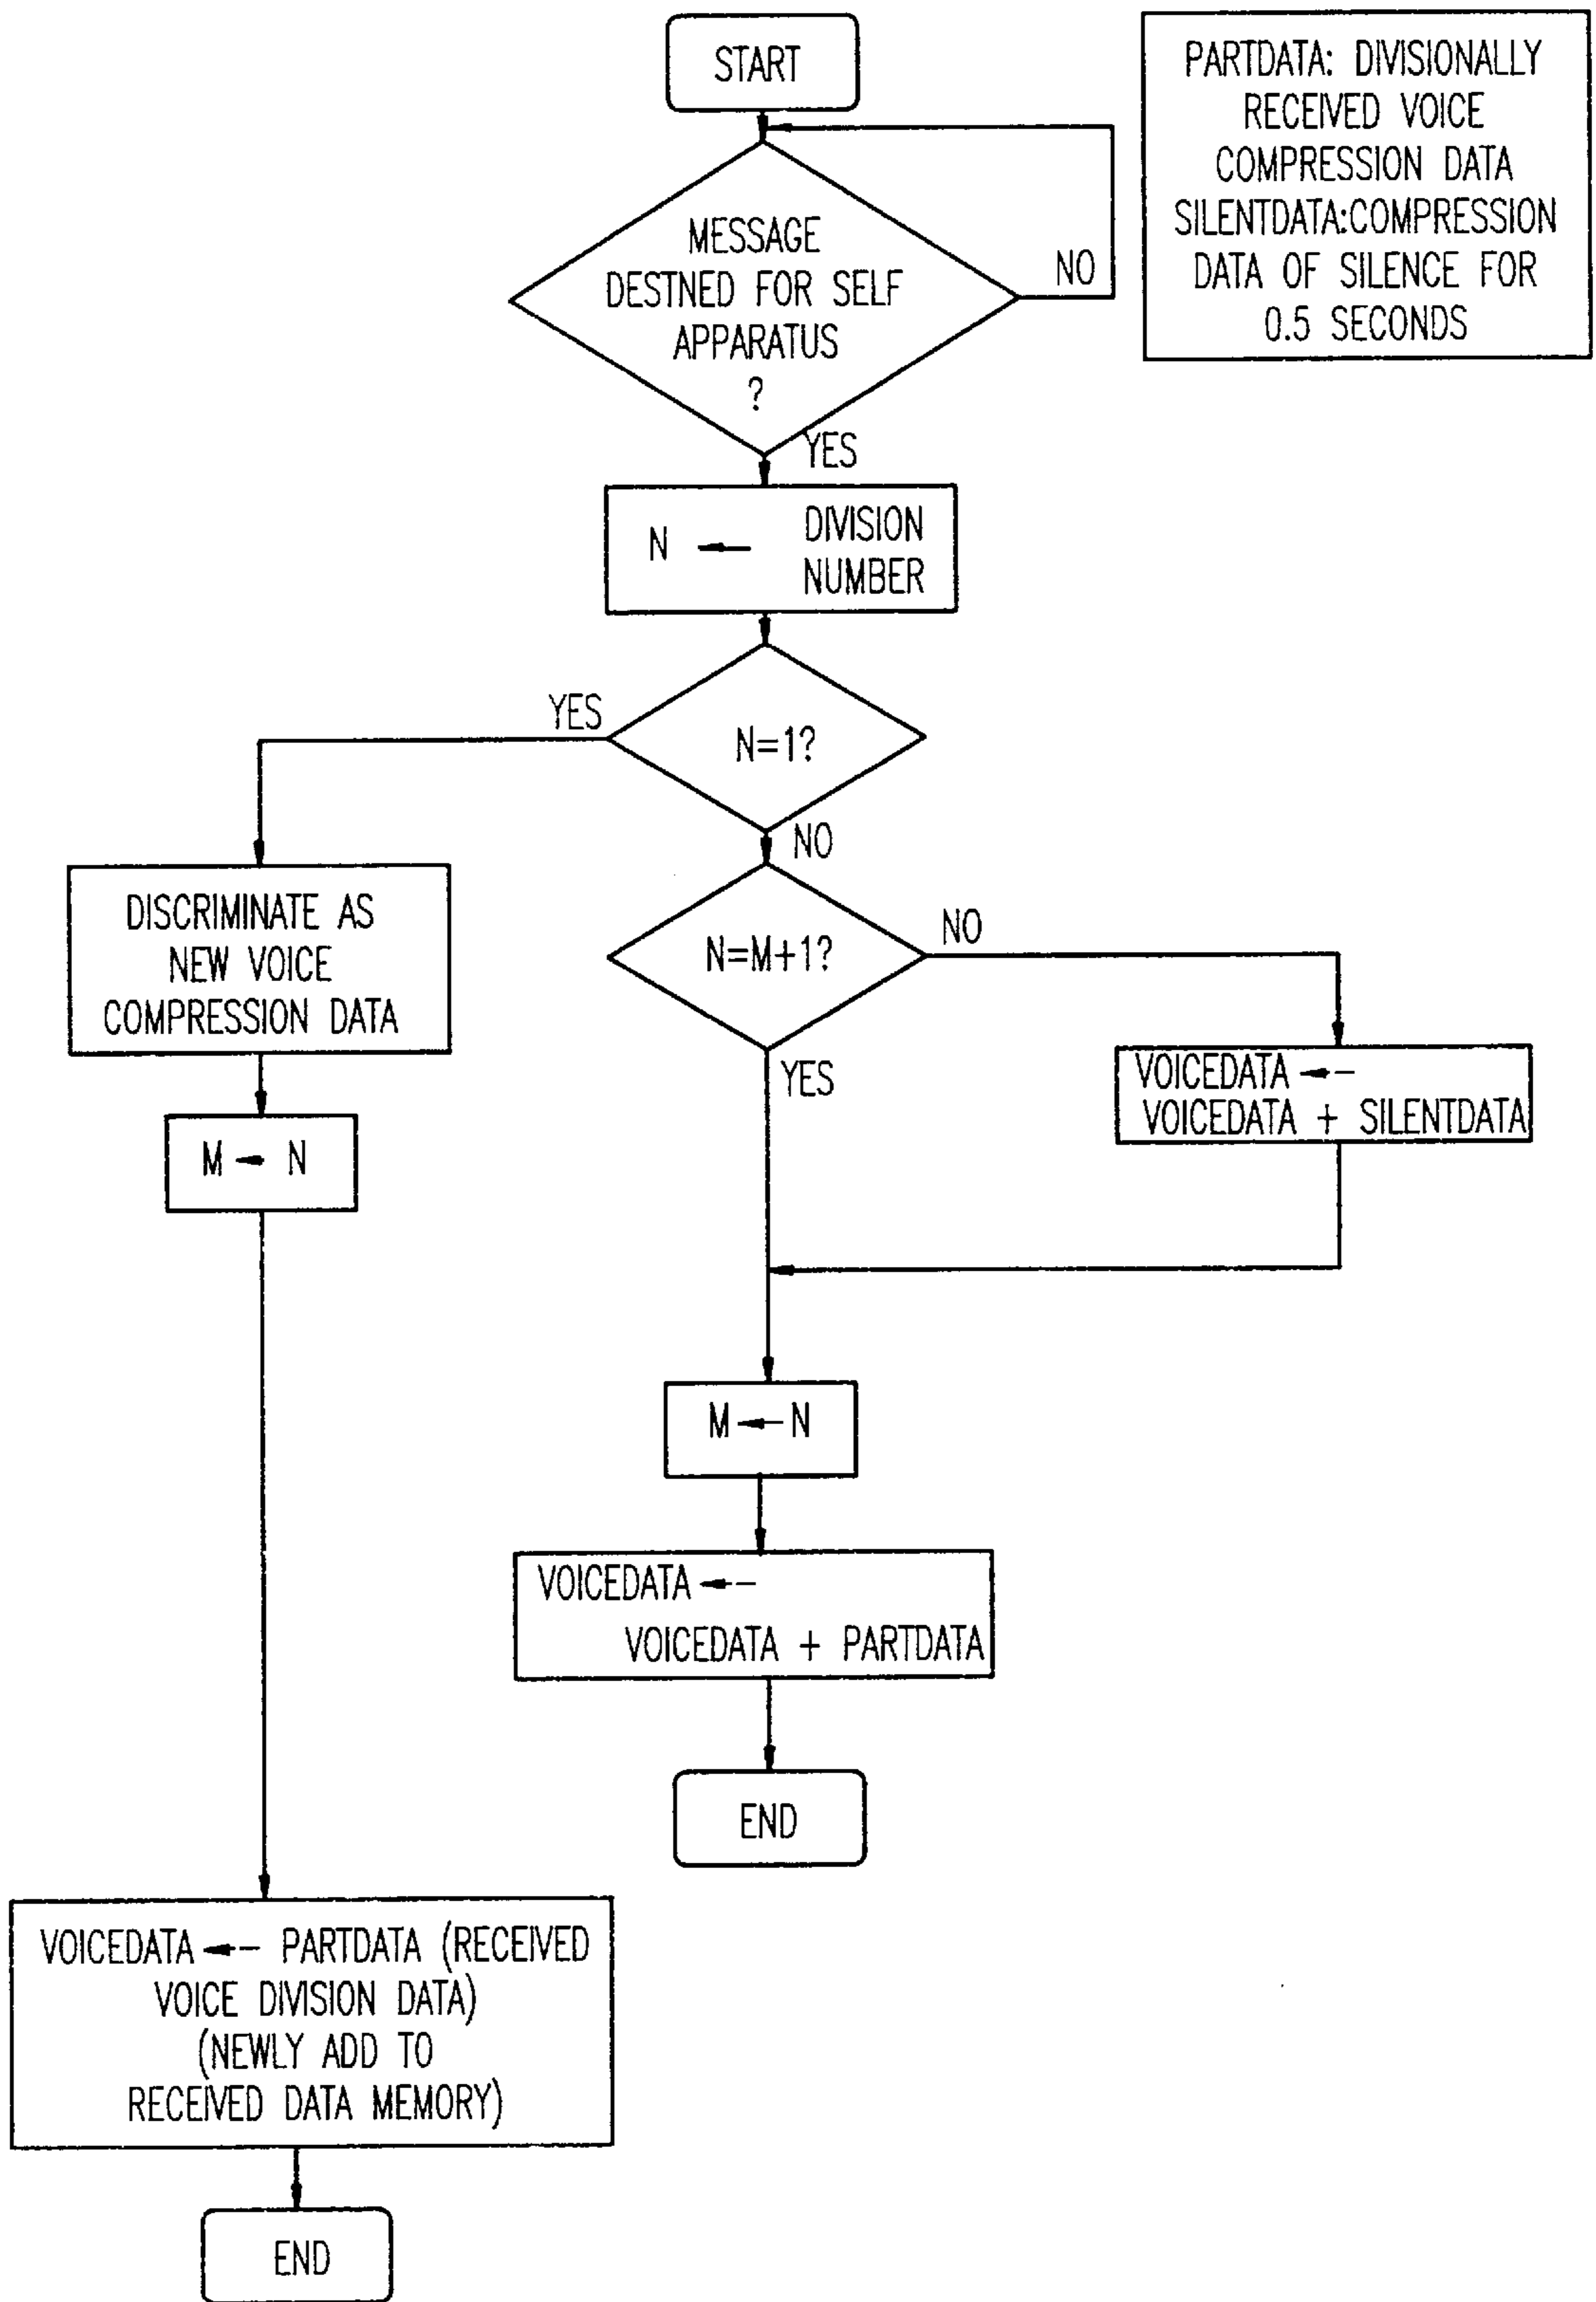 START
PARTDATA: DIVISIONALLY
RECEIVED VOICE
COMPRESSION DATA
SILENTDATA:COMPRESSION
DATA OF SILENCE FOR
0.5 SECONDS
MESSAGE
DESTNED FOR SELF
APPARATUS
?
NO
YES
N ← DIVISION
NUMBER
YES
N=1?
NO
DISCRIMINATE AS
NEW VOICE
COMPRESSION DATA
N=M+1?
NO
YES
VOICEDATA ←
VOICEDATA + SILENTDATA
M ← N
M ← N
VOICEDATA ←
VOICEDATA + PARTDATA
END
VOICEDATA ← PARTDATA (RECEIVED
VOICE DIVISION DATA)
(NEWLY ADD TO
RECEIVED DATA MEMORY)
END